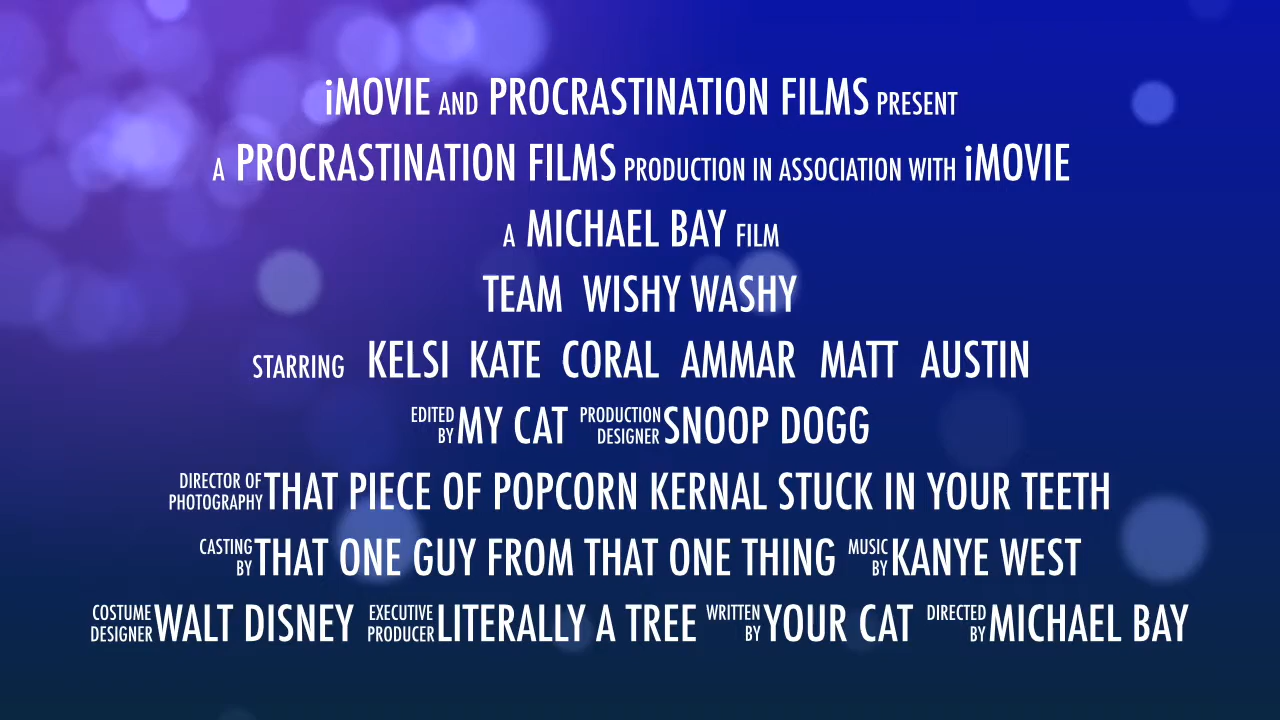 iMOVIE AND PROCRASTINATION FILMS PRESENT
A PROCRASTINATION FILMS PRODUCTION IN ASSOCIATION WITH iMOVIE
A MICHAEL BAY FILM
TEAM WISHY WASHY
STARRING KELSI KATE CORAL AMMAR MATT AUSTIN
EDITED BY MY CAT PRODUCTION DESIGNER SNOOP DOGG
DIRECTOR OF PHOTOGRAPHY THAT PIECE OF POPCORN KERNAL STUCK IN YOUR TEETH
CASTING BY THAT ONE GUY FROM THAT ONE THING MUSIC BY KANYE WEST
COSTUME DESIGNER WALT DISNEY EXECUTIVE PRODUCER LITERALLY A TREE WRITTEN BY YOUR CAT DIRECTED BY MICHAEL BAY